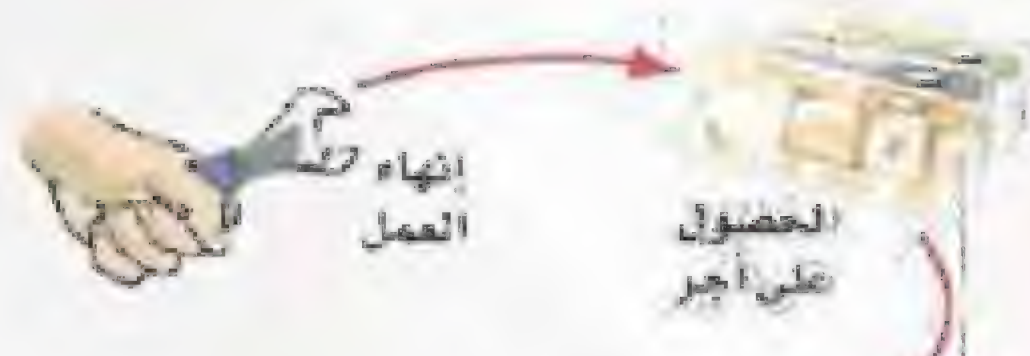 إنهاء
العمل
الحصول
على أجر